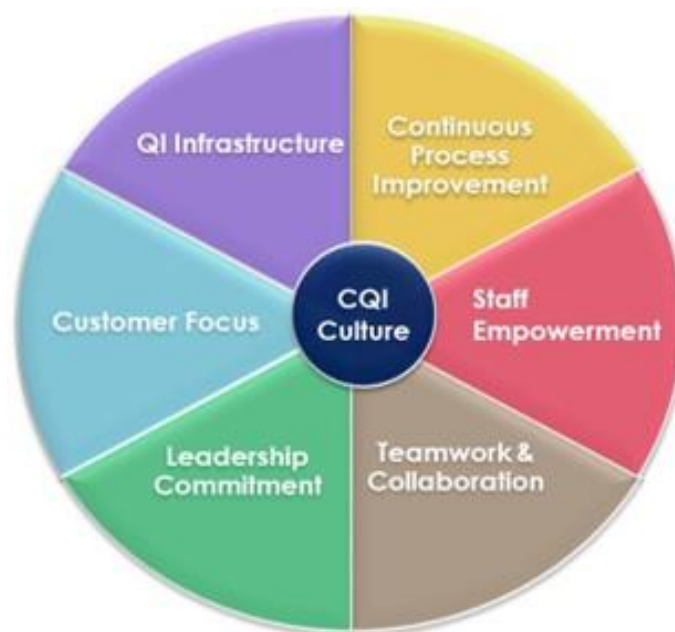 QI Infrastructure
Continuous
Process
Improvement
Customer Focus
CQI
Culture
Staff
Empowerment
Leadership
Commitment
Teamwork &
Collaboration